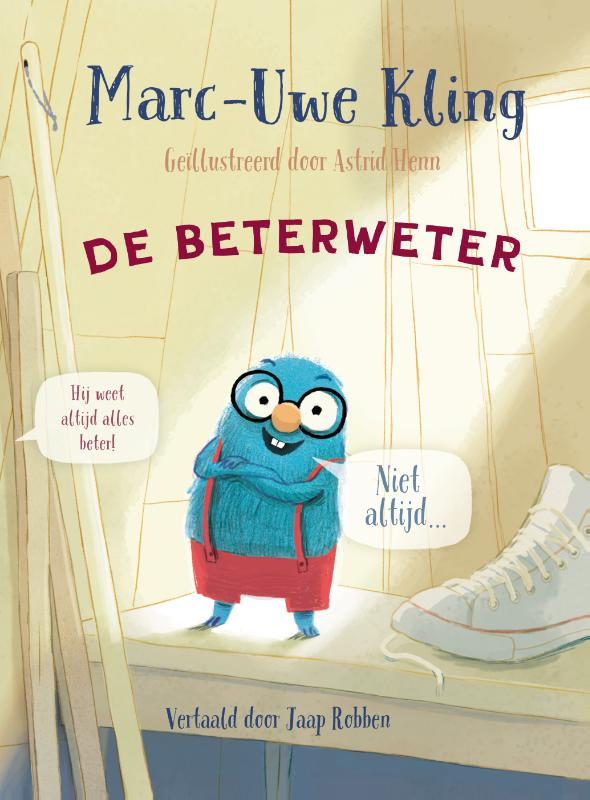 Marc-Uwe Kling
Geïllustreerd door Astrid Henn
DE BETERWETER
Hij weet
altijd alles
beter!
Niet
altijd...
Vertaald door Jaap Robben